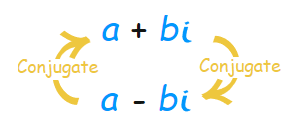 a + bi
Conjugate
Conjugate
a - bi